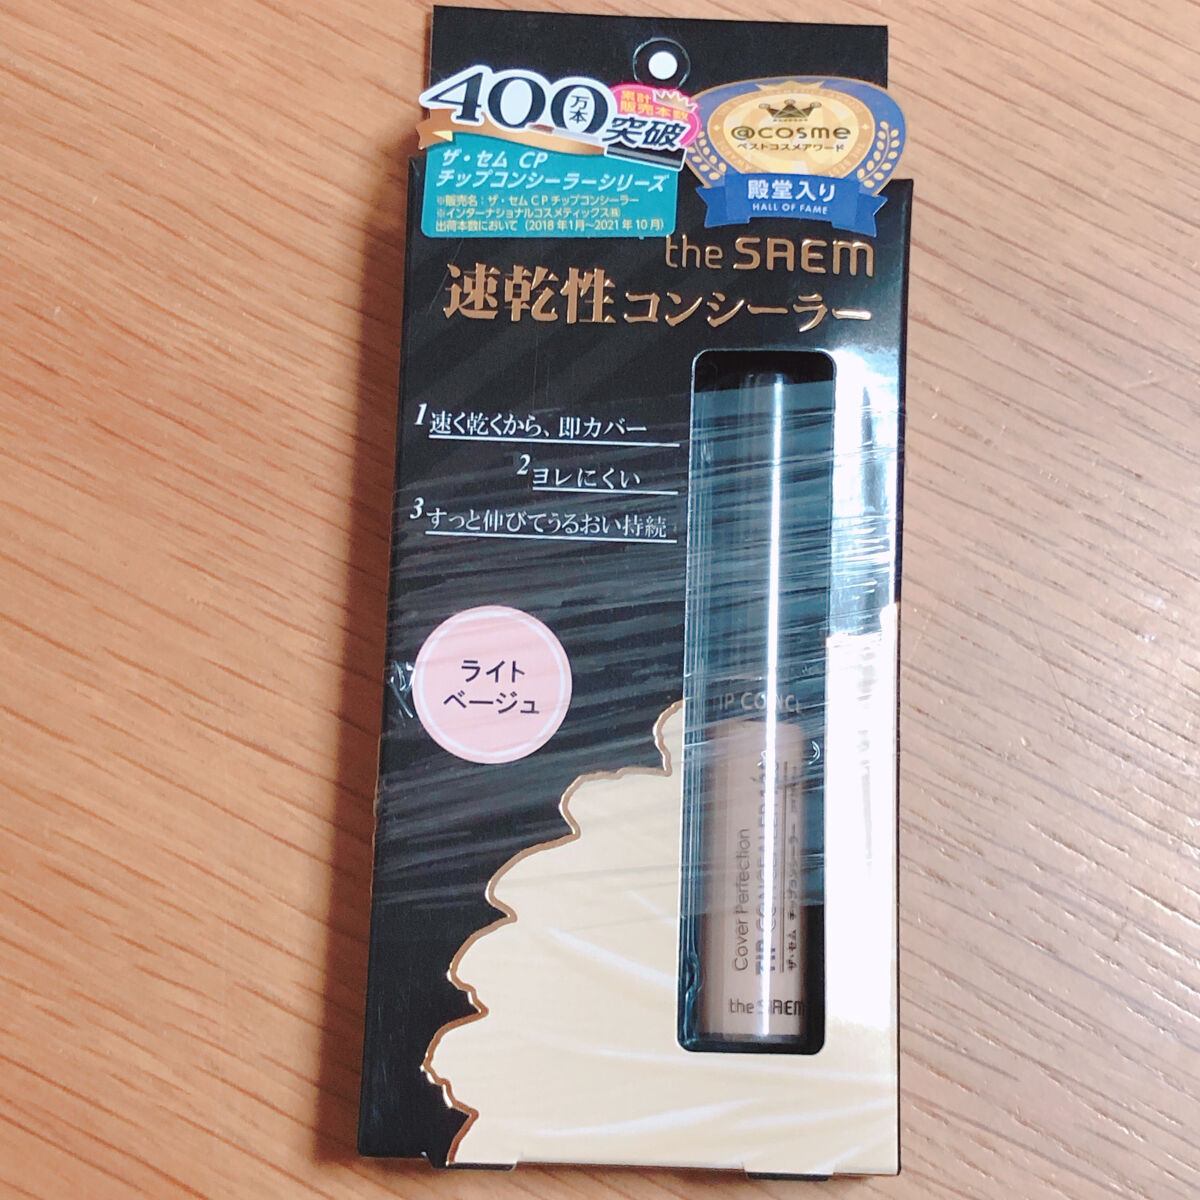 400万本突破
累計
販売本数
ザ・セム CP
チップコンシーラーシリーズ
※販売名：ザ・セム CP チップコンシーラー
※インターナショナルコスメティックス㈱
出荷本数において（2018年1月〜2021年10月）
@cosme
ベストコスメアワード
殿堂入り
HALL OF FAME
the SAEM
速乾性コンシーラー
1 速く乾くから、即カバー
2 ヨレにくい
3 すっと伸びてうるおい持続
ライト
ベージュ
Cover Perfection
TIP CONCEALER
ザ・セム チップコンシーラー
the SAEM